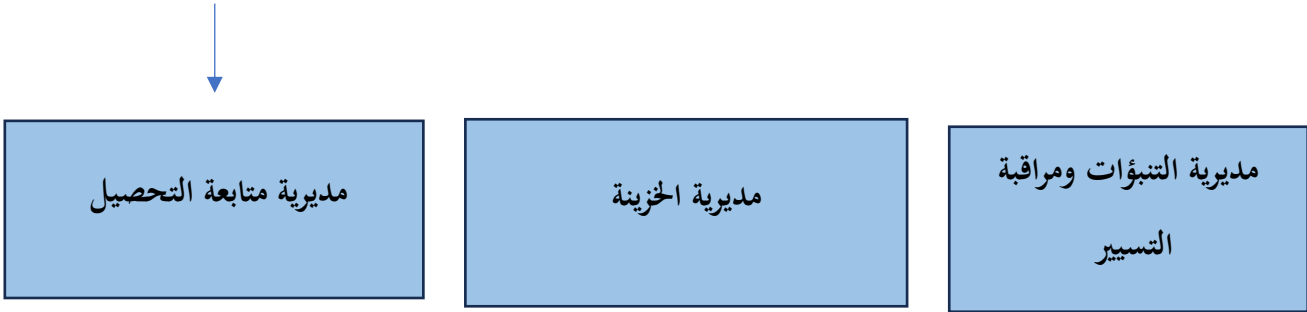 مديرية التنبؤات ومراقبة
التسيير
مديرية الخزينة
مديرية متابعة التحصيل